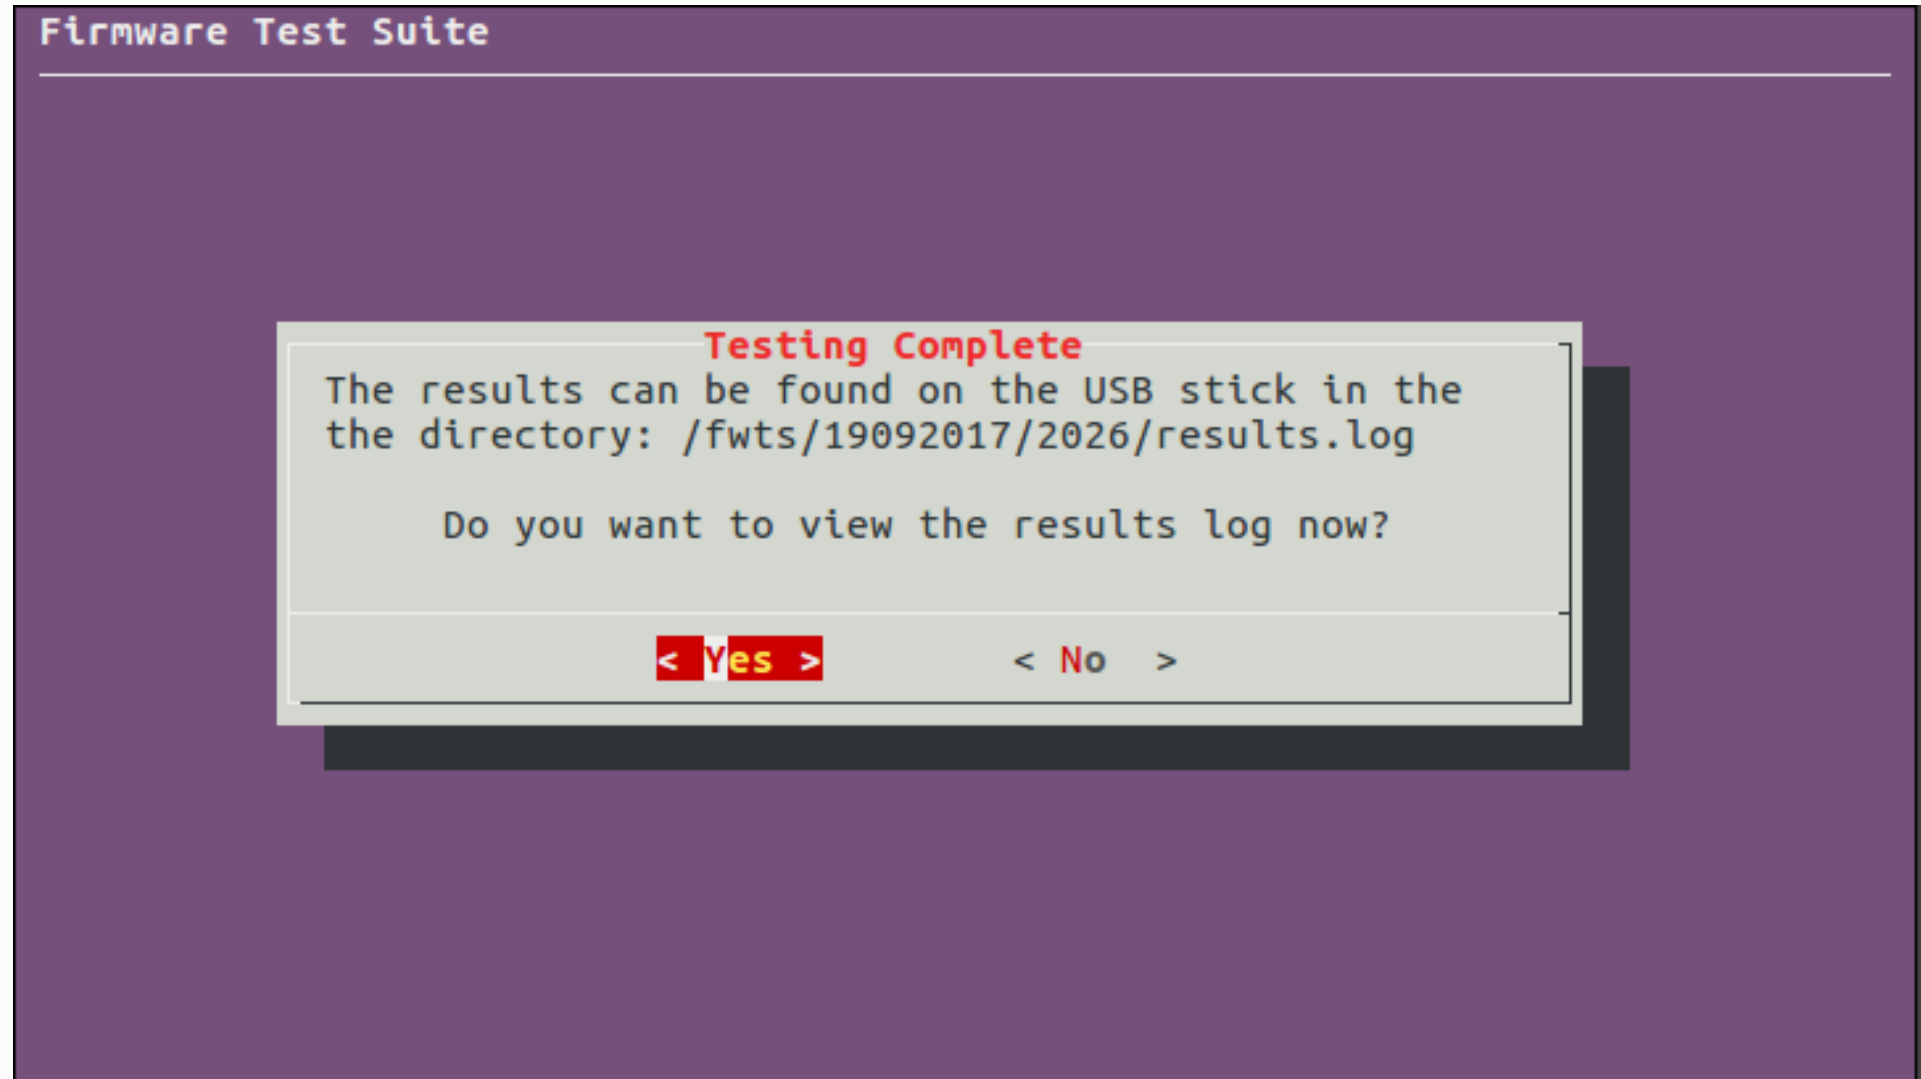 Firmware Test Suite
Testing Complete
The results can be found on the USB stick in the
the directory: /fwts/19092017/2026/results.log
Do you want to view the results log now?
< Yes > < No >